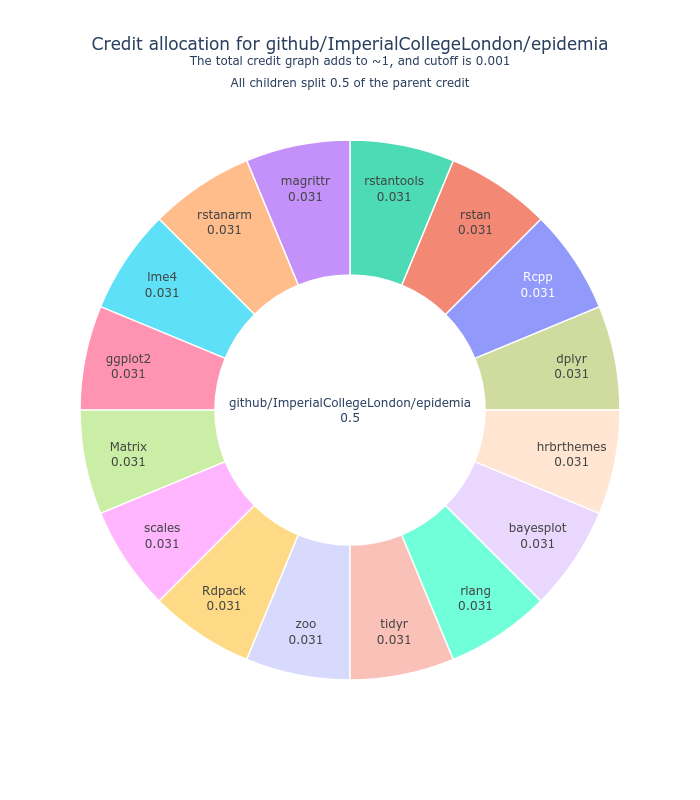 Credit allocation for github/ImperialCollegeLondon/epidemia
The total credit graph adds to ~1, and cutoff is 0.001
All children split 0.5 of the parent credit
magrittr
0.031
rstantools
0.031
rstanarm
0.031
rstan
0.031
lme4
0.031
Rcpp
0.031
ggplot2
0.031
dplyr
0.031
github/ImperialCollegeLondon/epidemia
0.5
Matrix
0.031
hrbrthemes
0.031
scales
0.031
bayesplot
0.031
Rdpack
0.031
rlang
0.031
zoo
0.031
tidyr
0.031